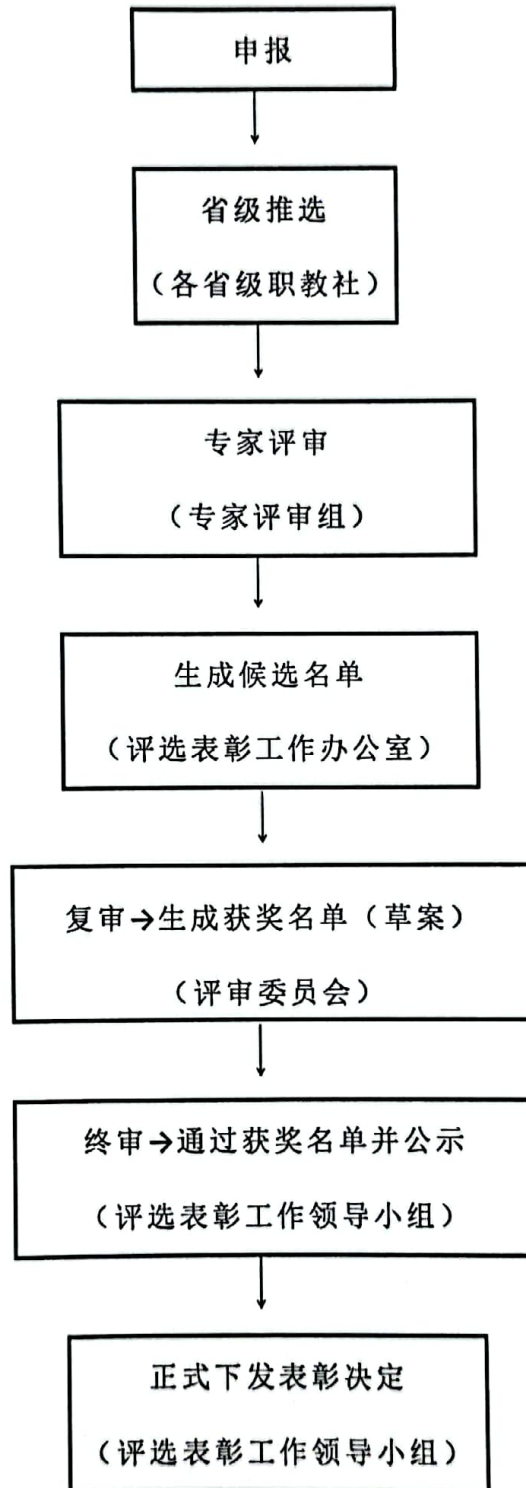 申报
省级推选
（各省级职教社）
专家评审
（专家评审组）
生成候选名单
（评选表彰工作办公室）
复审→生成获奖名单（草案）
（评审委员会）
终审→通过获奖名单并公示
（评选表彰工作领导小组）
正式下发表彰决定
（评选表彰工作领导小组）